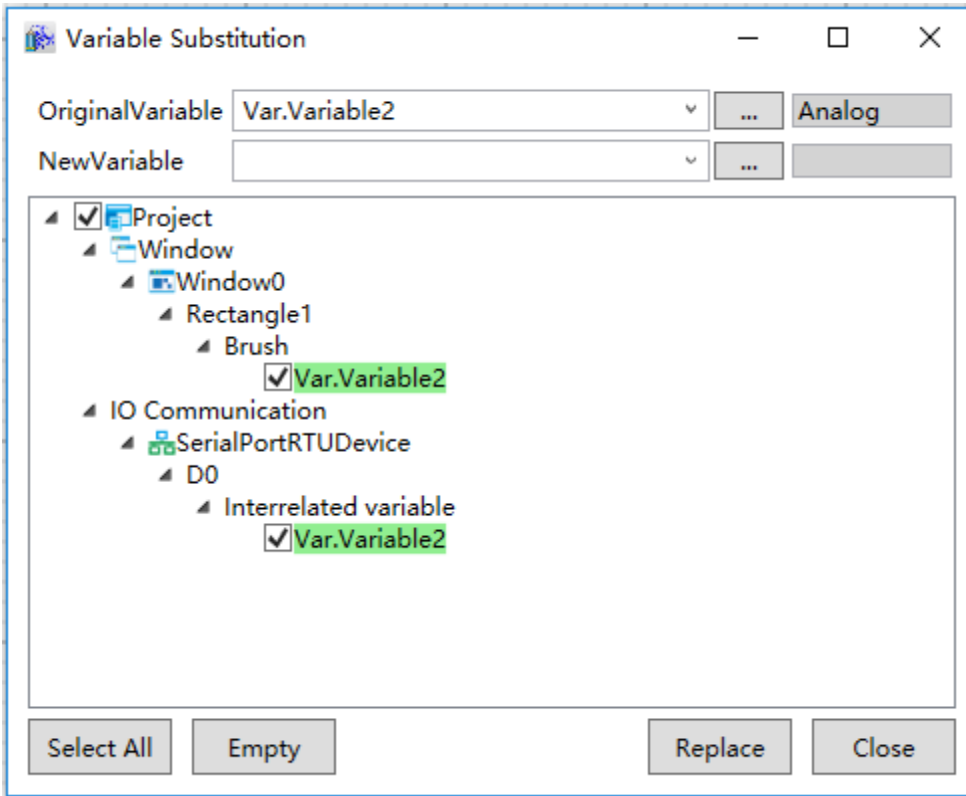 Variable Substitution
OriginalVariable Var.Variable2 ... Analog
NewVariable ...
Project
Window
Window0
Rectangle1
Brush
Var.Variable2
IO Communication
SerialPortRTUDevice
D0
Interrelated variable
Var.Variable2
Select All Empty Replace Close